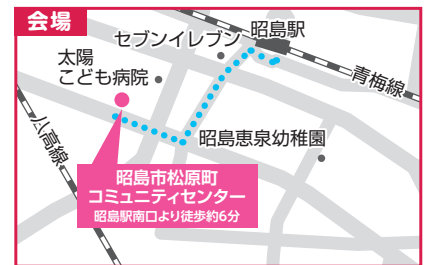 会場
昭島駅
セブンイレブン
太陽
こども病院
青梅線
八高線
昭島恵泉幼稚園
昭島市松原町
コミュニティセンター
昭島駅南口より徒歩約6分